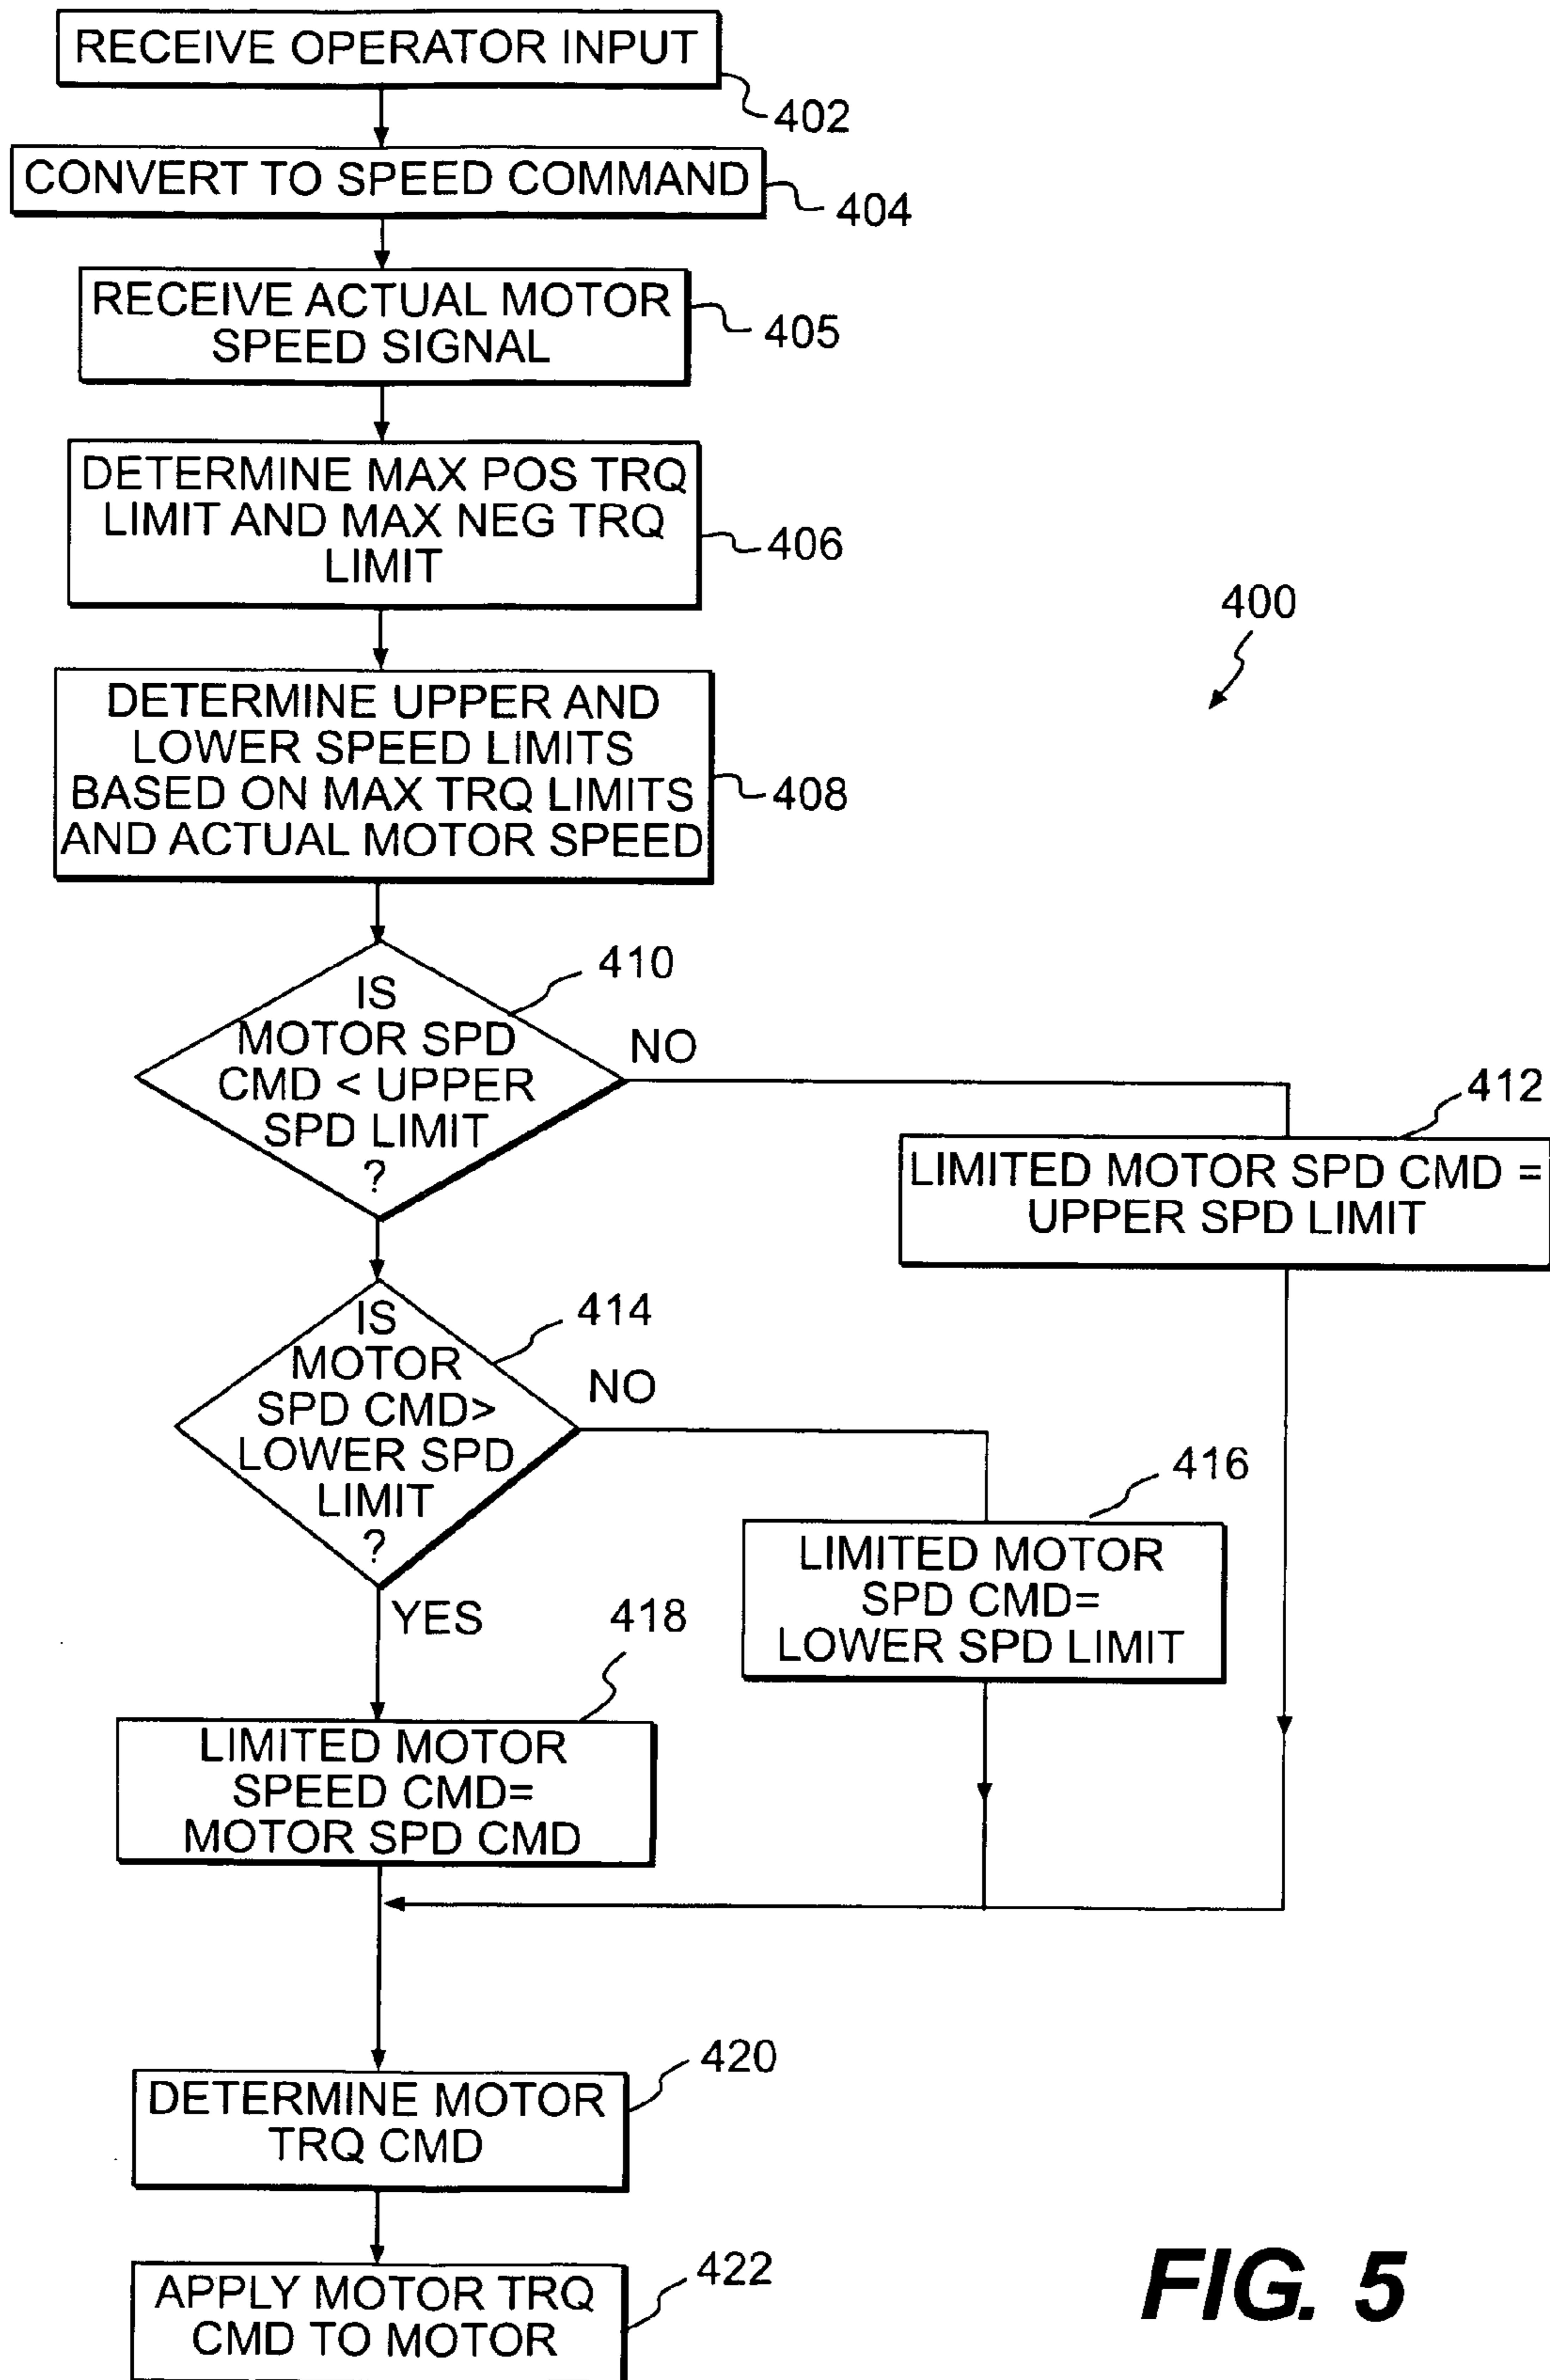 RECEIVE OPERATOR INPUT
402
CONVERT TO SPEED COMMAND
404
RECEIVE ACTUAL MOTOR
SPEED SIGNAL
405
DETERMINE MAX POS TRQ
LIMIT AND MAX NEG TRQ
LIMIT
406
400
DETERMINE UPPER AND
LOWER SPEED LIMITS
BASED ON MAX TRQ LIMITS
AND ACTUAL MOTOR SPEED
408
IS
MOTOR SPD
CMD < UPPER
SPD LIMIT
?
410
NO
412
LIMITED MOTOR SPD CMD =
UPPER SPD LIMIT
IS
MOTOR
SPD CMD>
LOWER SPD
LIMIT
?
414
NO
416
LIMITED MOTOR
SPD CMD=
LOWER SPD LIMIT
YES
418
LIMITED MOTOR
SPEED CMD=
MOTOR SPD CMD
DETERMINE MOTOR
TRQ CMD
420
APPLY MOTOR TRQ
CMD TO MOTOR
422
FIG. 5